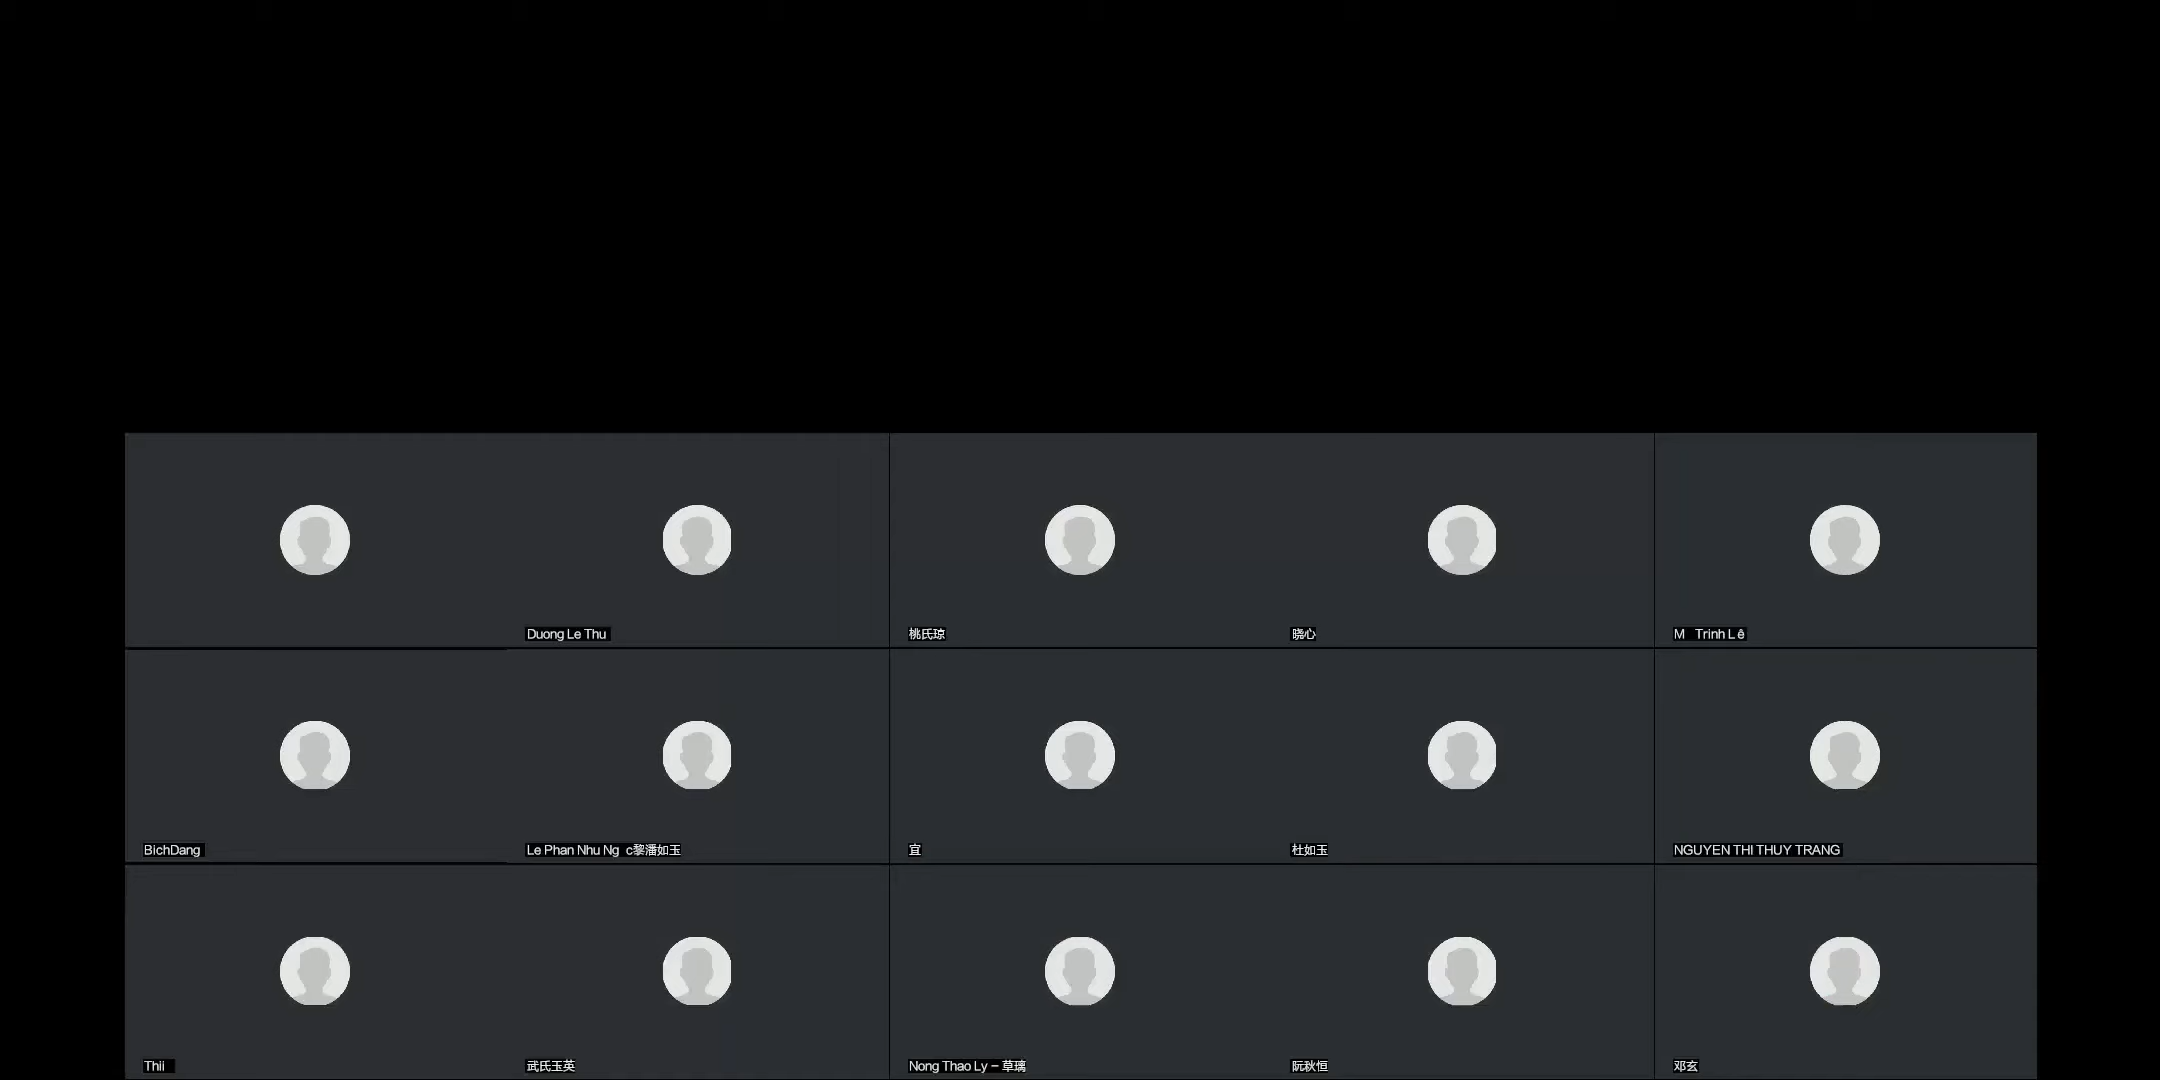 Duong Le Thu
桃氏琼
晓心
M Trinh Lê
BichDang
Le Phan Nhu Ng c黎潘如玉
宜
杜如玉
NGUYEN THI THUY TRANG
Thii
武氏玉英
Nong Thao Ly – 草璃
阮秋恒
邓玄